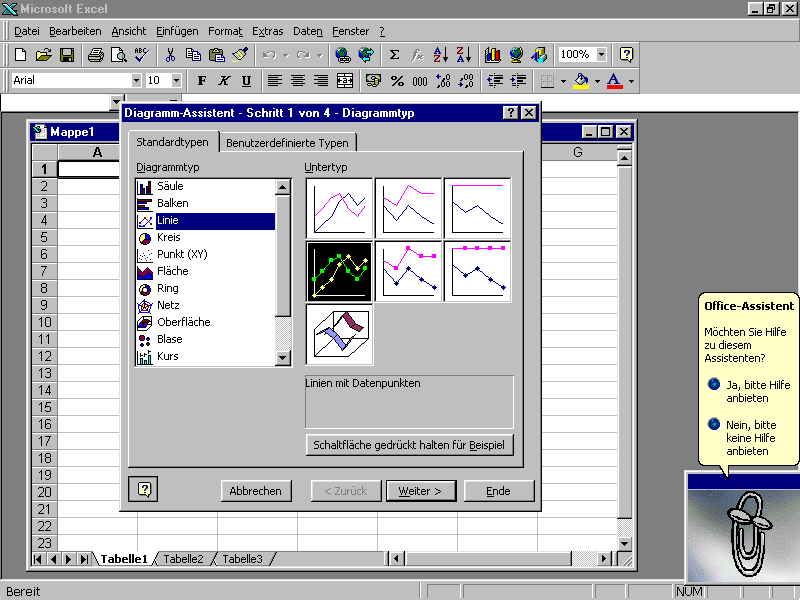 Microsoft Excel
Datei Bearbeiten Ansicht Einfügen Format Extras Daten Fenster ?
100%
Arial 10 F K U % 000
Diagramm-Assistent - Schritt 1 von 4 - Diagrammtyp
Mappe1
Standardtypen Benutzerdefinierte Typen
A G
Diagrammtyp Untertyp
Säule
Balken
Linie
Kreis
Punkt (XY)
Fläche
Ring
Netz
Oberfläche
Blase
Kurs
Linien mit Datenpunkten
Schaltfläche gedrückt halten für Beispiel
Abbrechen < Zurück Weiter > Ende
1
2
3
4
5
6
7
8
9
10
11
12
13
14
15
16
17
18
19
20
21
22
23
Tabelle1 Tabelle2 Tabelle3
Office-Assistent
Möchten Sie Hilfe
zu diesem
Assistenten?
Ja, bitte Hilfe
anbieten
Nein, bitte
keine Hilfe
anbieten
Bereit NUM